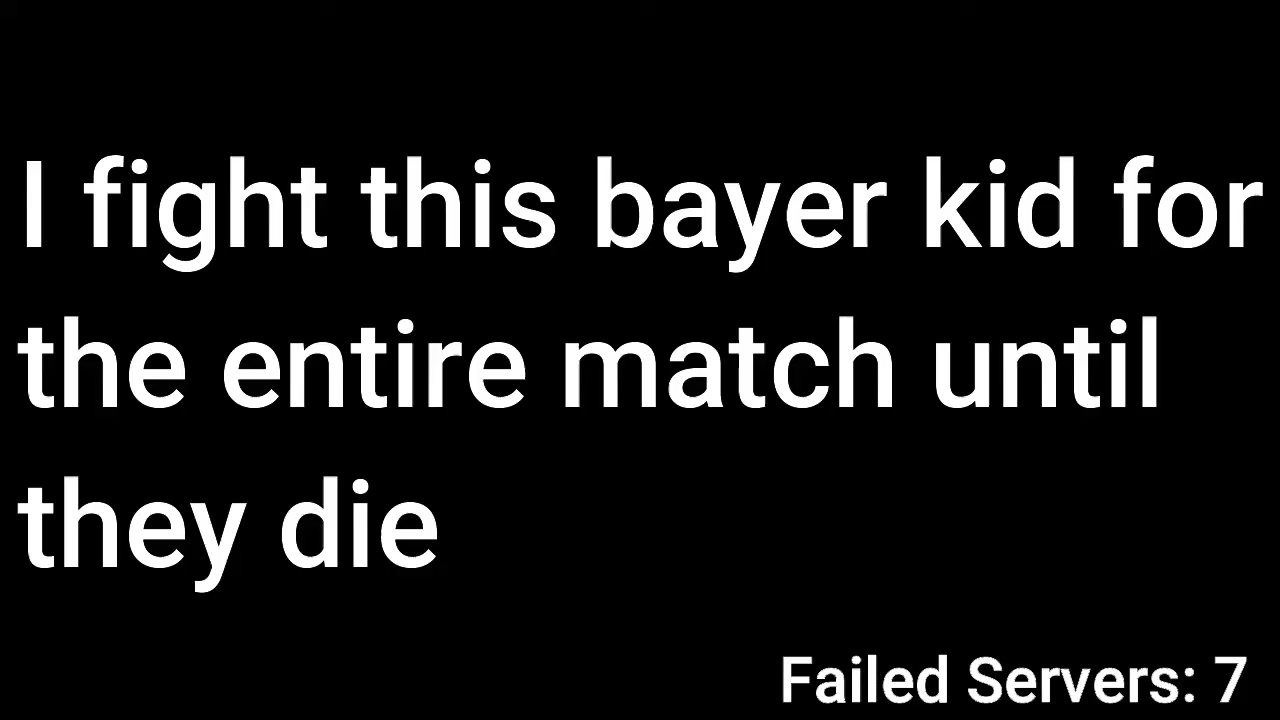 I fight this bayer kid for
the entire match until
they die
Failed Servers: 7